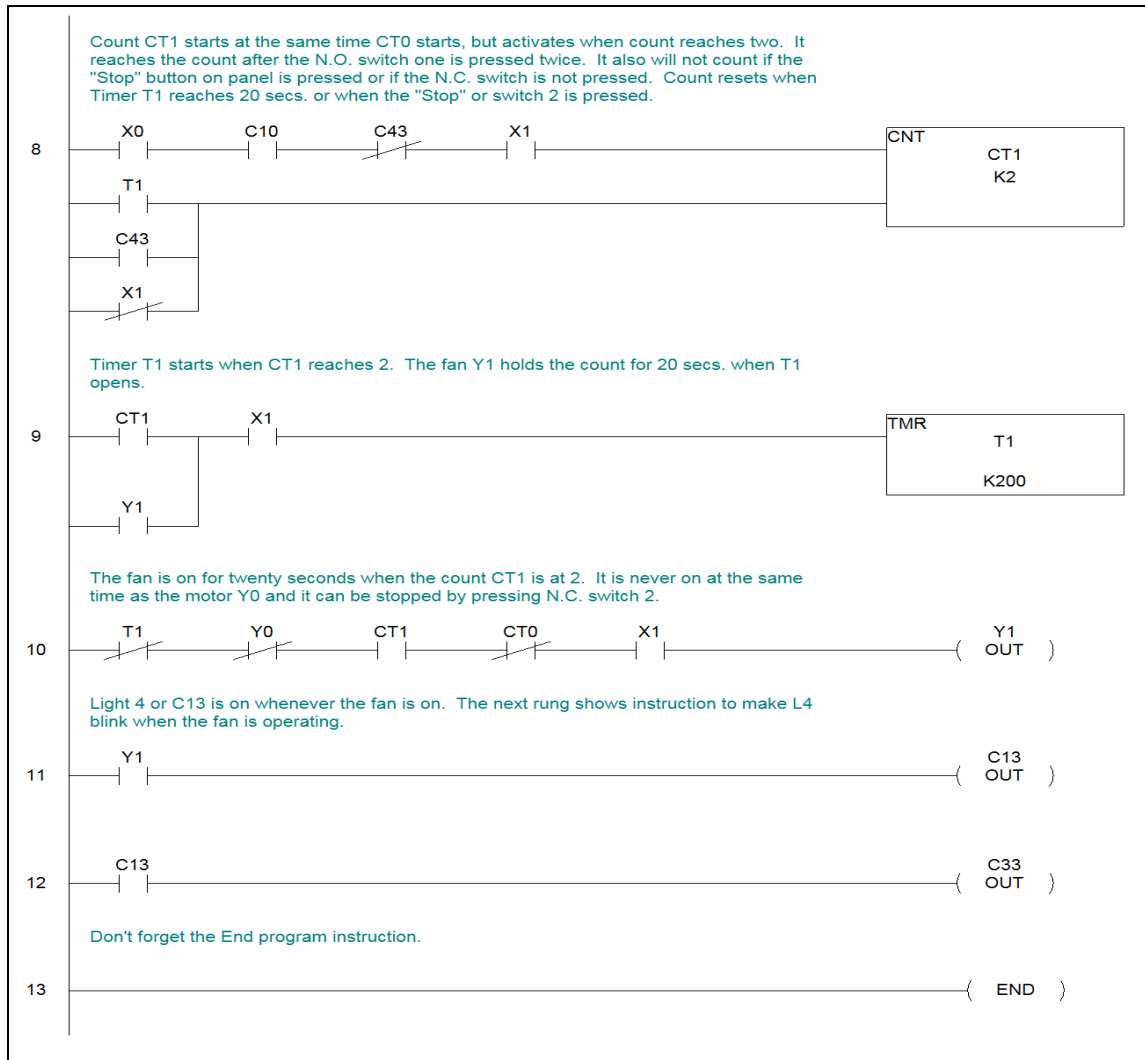 Count CT1 starts at the same time CT0 starts, but activates when count reaches two.  It
reaches the count after the N.O. switch one is pressed twice.  It also will not count if the
"Stop" button on panel is pressed or if the N.C. switch is not pressed.  Count resets when
Timer T1 reaches 20 secs. or when the "Stop" or switch 2 is pressed.
X0 C10 C43 X1
8
CNT
CT1
K2
T1
C43
X1
Timer T1 starts when CT1 reaches 2.  The fan Y1 holds the count for 20 secs. when T1
opens.
CT1 X1
9
TMR
T1
K200
Y1
The fan is on for twenty seconds when the count CT1 is at 2.  It is never on at the same
time as the motor Y0 and it can be stopped by pressing N.C. switch 2.
T1 Y0 CT1 CT0 X1 Y1
10 OUT
Light 4 or C13 is on whenever the fan is on.  The next rung shows instruction to make L4
blink when the fan is operating.
Y1 C13
11 OUT
C13 C33
12 OUT
Don't forget the End program instruction.
13 END